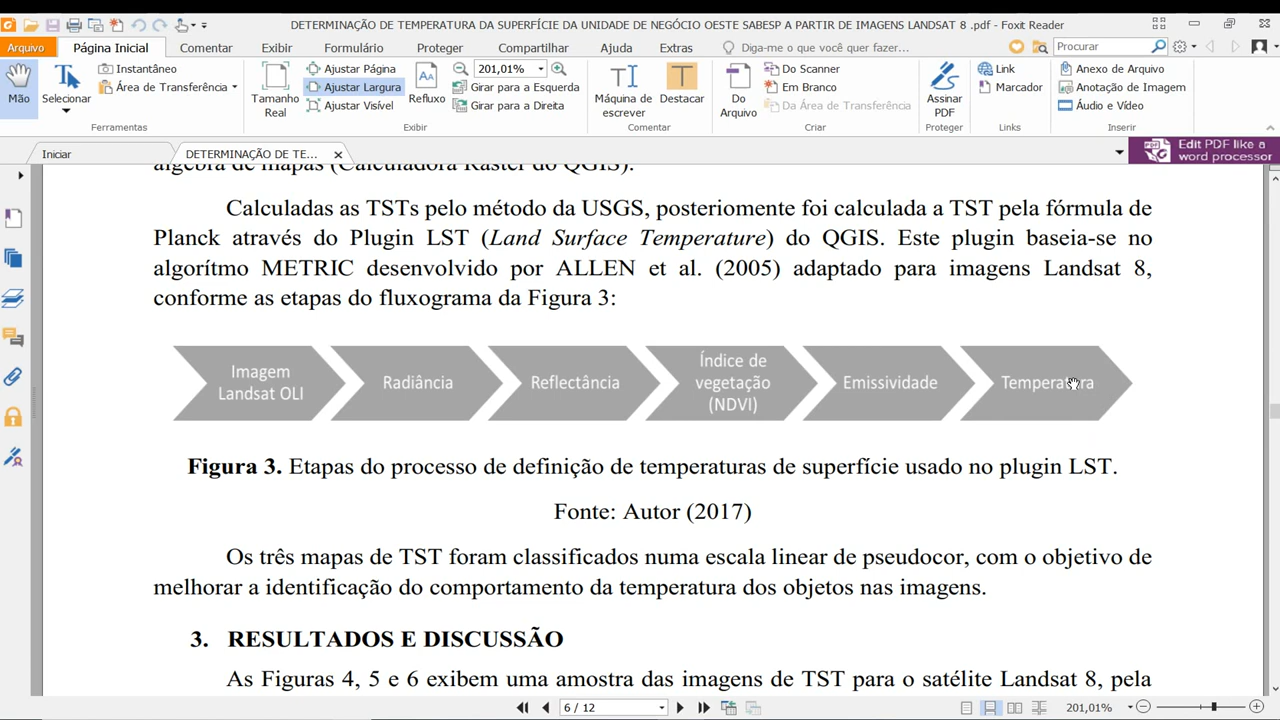 DETERMINAÇÃO DE TEMPERATURA DA SUPERFÍCIE DA UNIDADE DE NEGÓCIO OESTE SABESP A PARTIR DE IMAGENS LANDSAT 8 .pdf - Foxit Reader
Arquivo Página Inicial Comentar Exibir Formulário Proteger Compartilhar Ajuda Extras Diga-me o que você quer fazer... Procurar
Mão
Selecionar
Instantâneo
Área de Transferência
Ferramentas
Tamanho Real
Ajustar Página
Ajustar Largura
Ajustar Visível
Refluxo
201,01%
Girar para a Esquerda
Girar para a Direita
Exibir
Máquina de escrever
Destacar
Comentar
Do Arquivo
Do Scanner
Em Branco
Da Área de Transferência
Criar
Assinar PDF
Proteger
Link
Marcador
Links
Anexo de Arquivo
Anotação de Imagem
Áudio e Vídeo
Inserir
Iniciar DETERMINAÇÃO DE TE...
Edit PDF like a
word processor
álgebra de mapas (Calculadora Raster do QGIS).
Calculadas as TSTs pelo método da USGS, posteriomente foi calculada a TST pela fórmula de
Planck através do Plugin LST (Land Surface Temperature) do QGIS. Este plugin baseia-se no
algorítmo METRIC desenvolvido por ALLEN et al. (2005) adaptado para imagens Landsat 8,
conforme as etapas do fluxograma da Figura 3:
Imagem
Landsat OLI
Radiância
Reflectância
Índice de
vegetação
(NDVI)
Emissividade
Temperatura
Figura 3. Etapas do processo de definição de temperaturas de superfície usado no plugin LST.
Fonte: Autor (2017)
Os três mapas de TST foram classificados numa escala linear de pseudocor, com o objetivo de
melhorar a identificação do comportamento da temperatura dos objetos nas imagens.
3. RESULTADOS E DISCUSSÃO
As Figuras 4, 5 e 6 exibem uma amostra das imagens de TST para o satélite Landsat 8, pela
6 / 12
201,01%